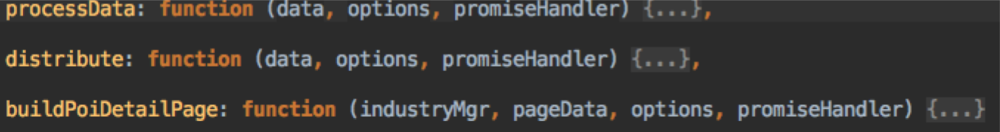 processData: function (data, options, promiseHandler) {...},
distribute: function (data, options, promiseHandler) {...},
buildPoiDetailPage: function (industryMgr, pageData, options, promiseHandler) {...}